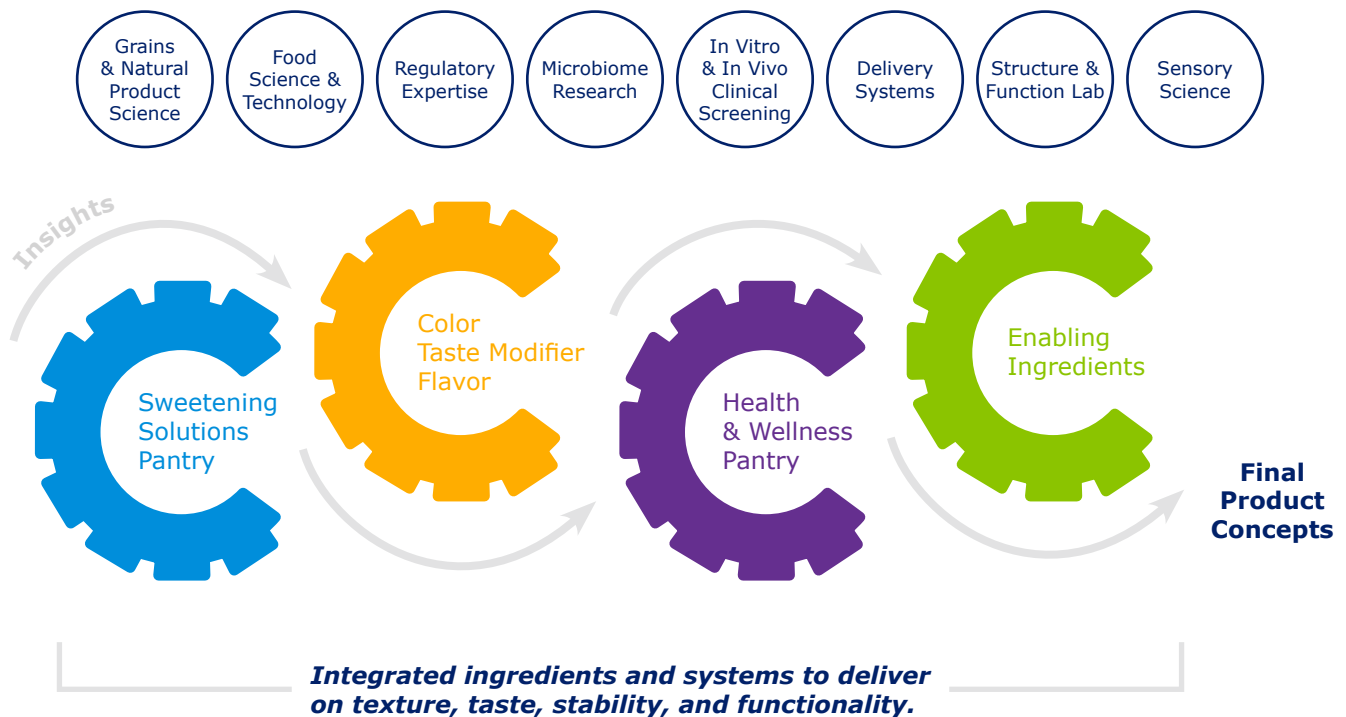 Grains
& Natural
Product
Science
Food
Science &
Technology
Regulatory
Expertise
Microbiome
Research
In Vitro
& In Vivo
Clinical
Screening
Delivery
Systems
Structure &
Function Lab
Sensory
Science
Insights
Sweetening
Solutions
Pantry
Color
Taste Modifier
Flavor
Health
& Wellness
Pantry
Enabling
Ingredients
Final
Product
Concepts
Integrated ingredients and systems to deliver
on texture, taste, stability, and functionality.